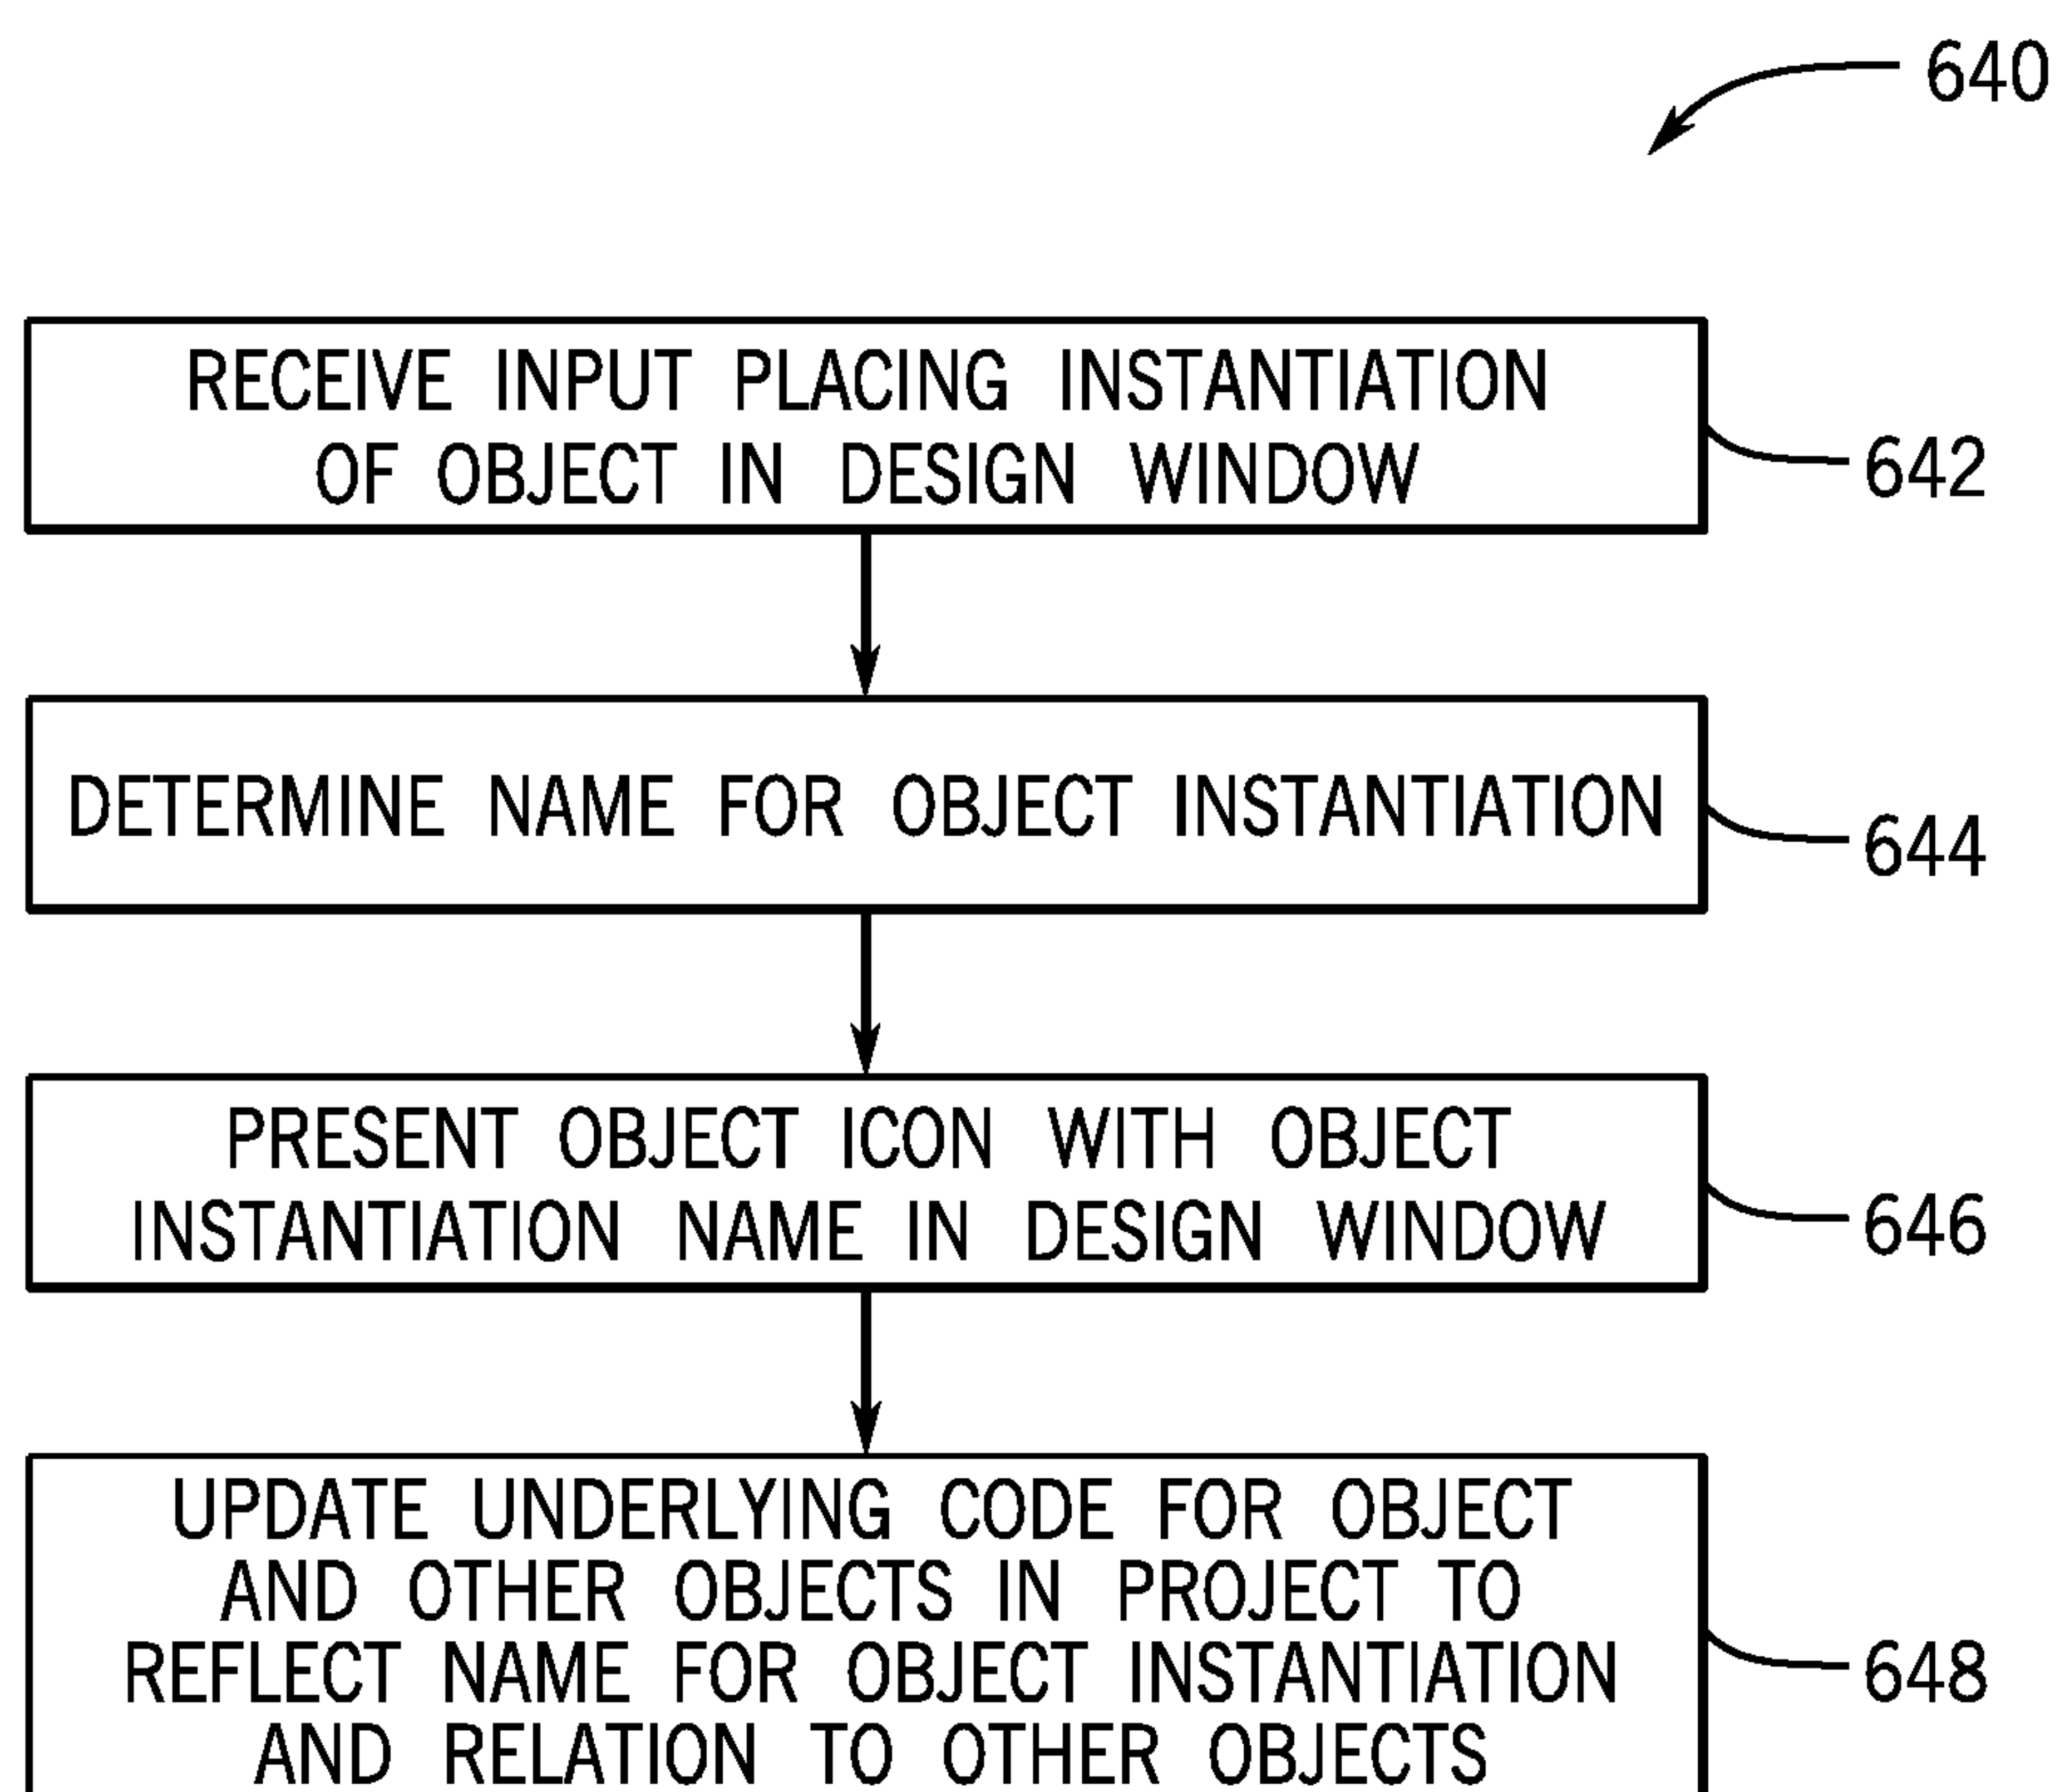 640
RECEIVE INPUT PLACING INSTANTIATION
OF OBJECT IN DESIGN WINDOW
642
DETERMINE NAME FOR OBJECT INSTANTIATION
644
PRESENT OBJECT ICON WITH OBJECT
INSTANTIATION NAME IN DESIGN WINDOW
646
UPDATE UNDERLYING CODE FOR OBJECT
AND OTHER OBJECTS IN PROJECT TO
REFLECT NAME FOR OBJECT INSTANTIATION
AND RELATION TO OTHER OBJECTS
648